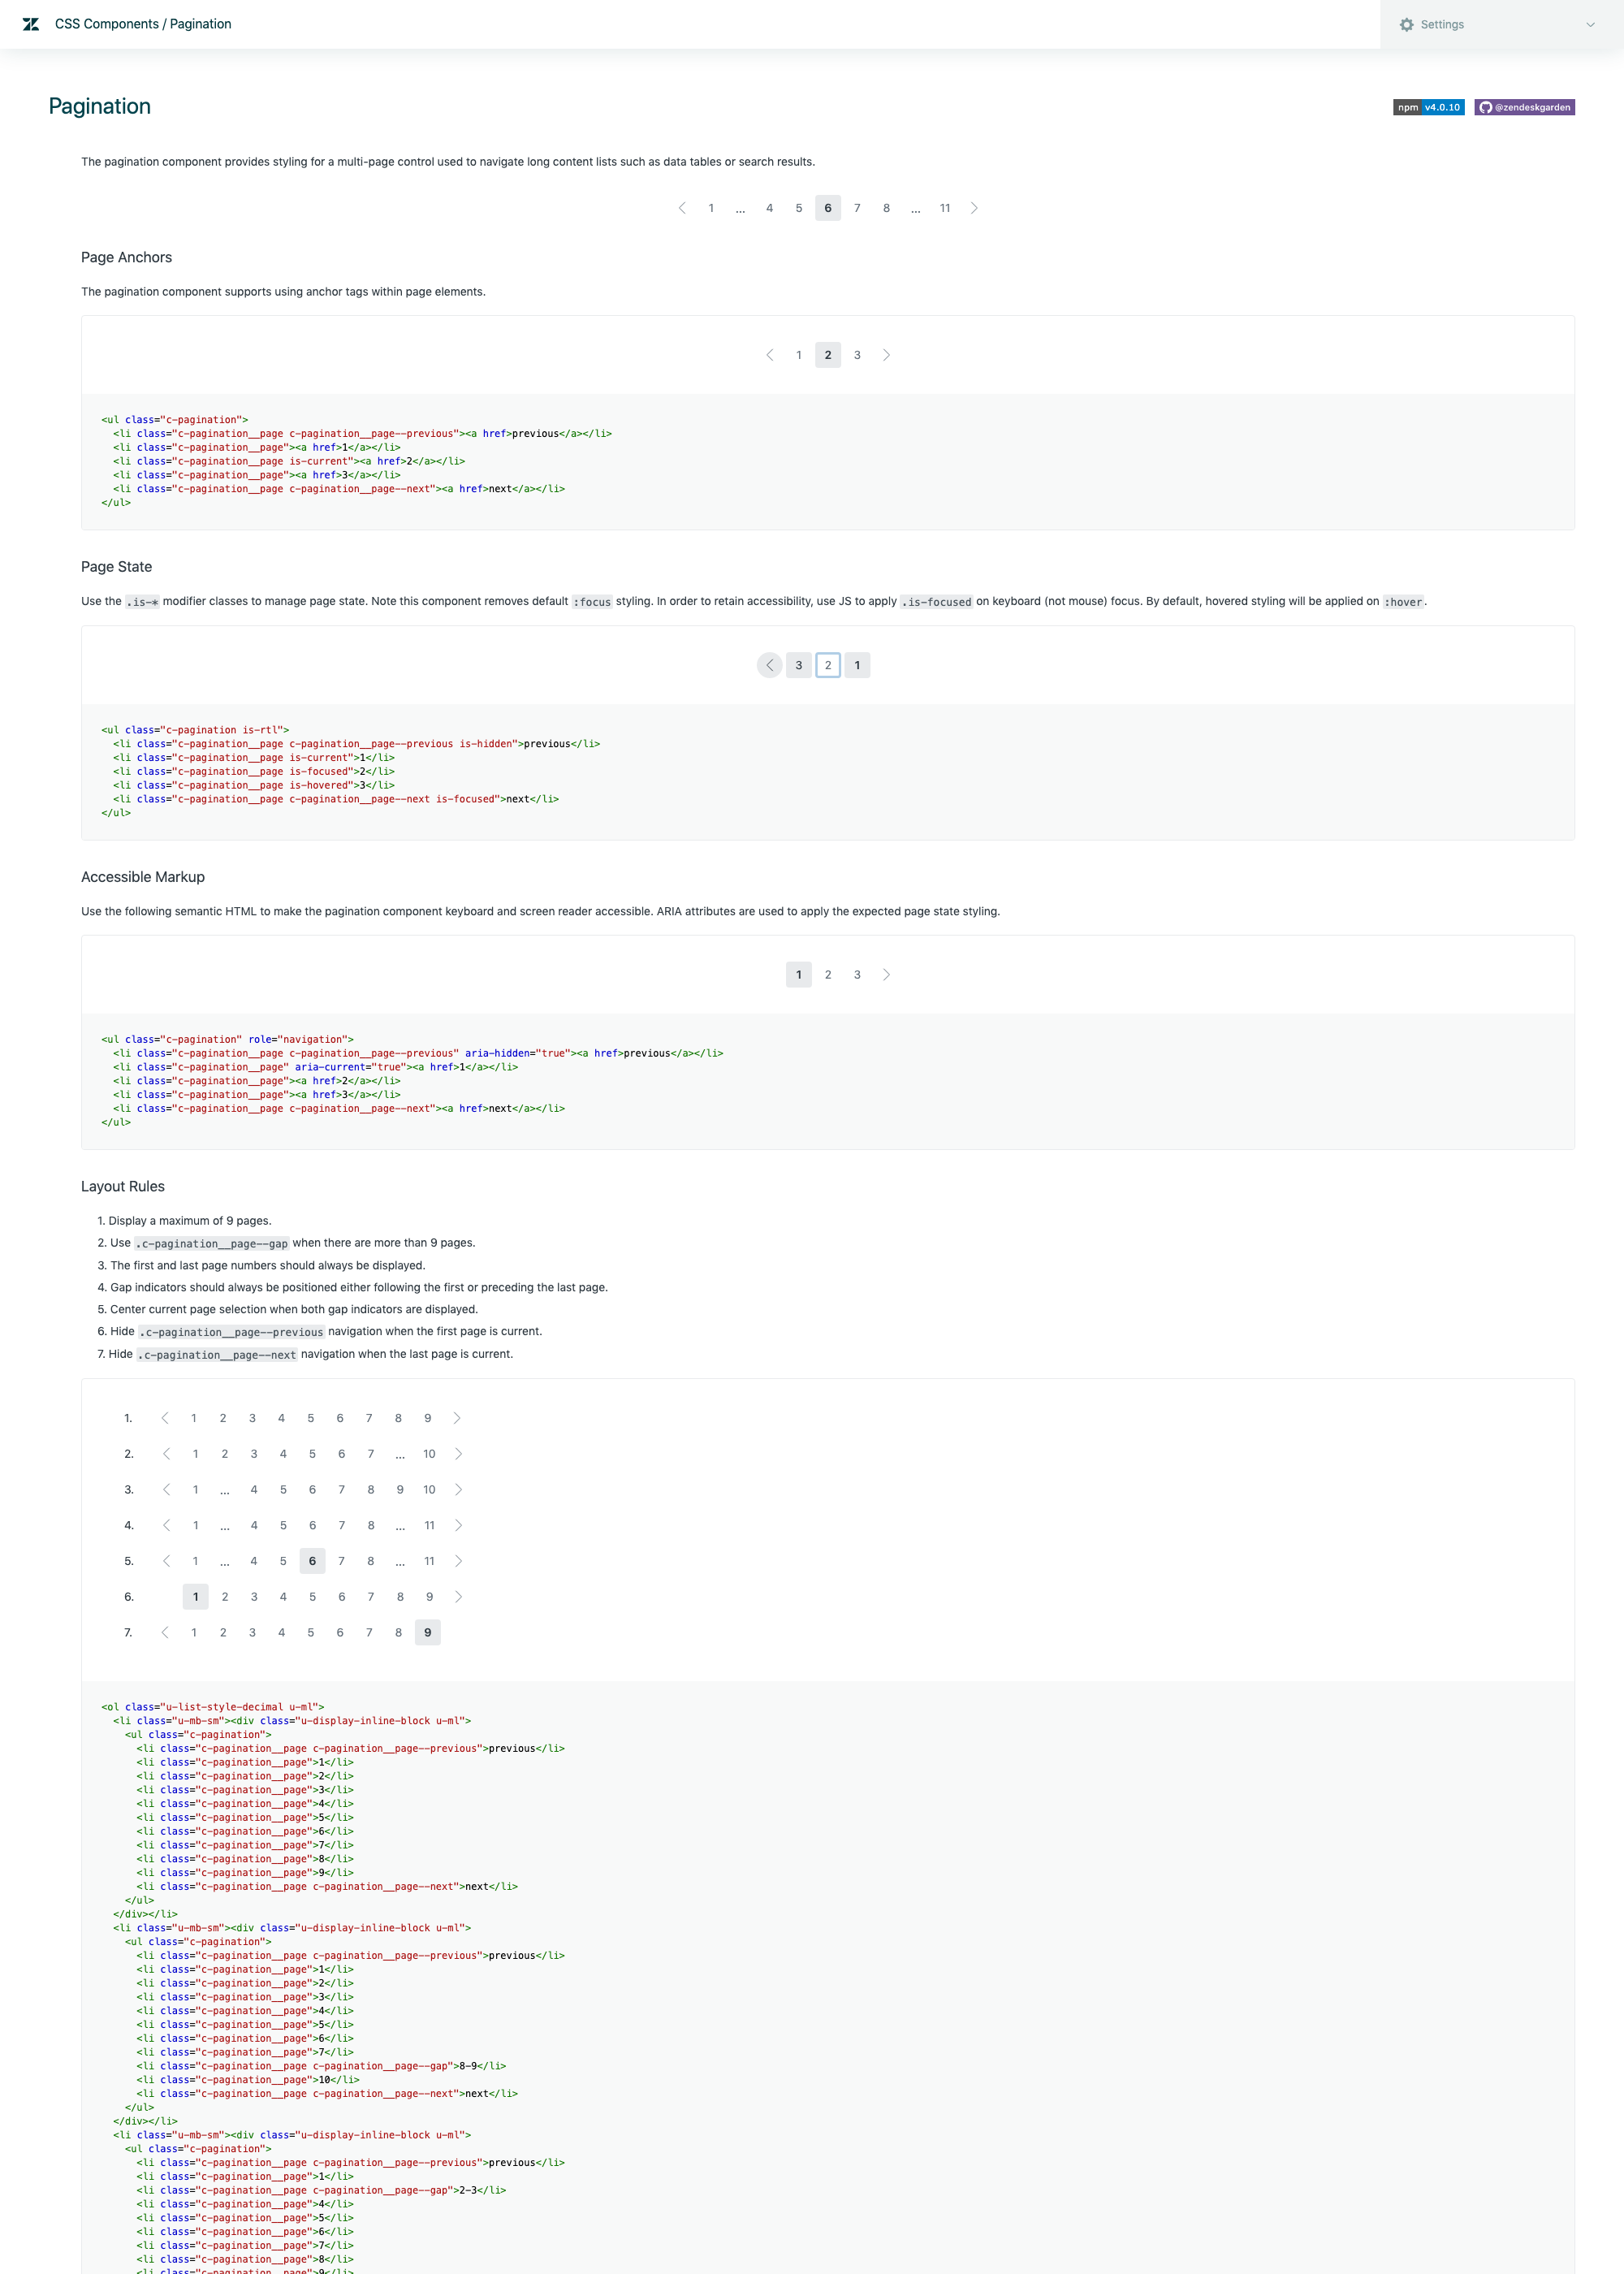 CSS Components / Pagination
Settings
Pagination
npm v4.0.10
@zendeskgarden
The pagination component provides styling for a multi-page control used to navigate long content lists such as data tables or search results.
1 ... 4 5 6 7 8 ... 11
Page Anchors
The pagination component supports using anchor tags within page elements.
1 2 3
<ul class="c-pagination">
  <li class="c-pagination__page c-pagination__page--previous"><a href>previous</a></li>
  <li class="c-pagination__page"><a href>1</a></li>
  <li class="c-pagination__page is-current"><a href>2</a></li>
  <li class="c-pagination__page"><a href>3</a></li>
  <li class="c-pagination__page c-pagination__page--next"><a href>next</a></li>
</ul>
Page State
Use the .is-* modifier classes to manage page state. Note this component removes default :focus styling. In order to retain accessibility, use JS to apply .is-focused on keyboard (not mouse) focus. By default, hovered styling will be applied on :hover.
3 2 1
<ul class="c-pagination is-rtl">
  <li class="c-pagination__page c-pagination__page--previous is-hidden">previous</li>
  <li class="c-pagination__page is-current">1</li>
  <li class="c-pagination__page is-focused">2</li>
  <li class="c-pagination__page is-hovered">3</li>
  <li class="c-pagination__page c-pagination__page--next is-focused">next</li>
</ul>
Accessible Markup
Use the following semantic HTML to make the pagination component keyboard and screen reader accessible. ARIA attributes are used to apply the expected page state styling.
1 2 3
<ul class="c-pagination" role="navigation">
  <li class="c-pagination__page c-pagination__page--previous" aria-hidden="true"><a href>previous</a></li>
  <li class="c-pagination__page" aria-current="true"><a href>1</a></li>
  <li class="c-pagination__page"><a href>2</a></li>
  <li class="c-pagination__page"><a href>3</a></li>
  <li class="c-pagination__page c-pagination__page--next"><a href>next</a></li>
</ul>
Layout Rules
1. Display a maximum of 9 pages.
2. Use .c-pagination__page--gap when there are more than 9 pages.
3. The first and last page numbers should always be displayed.
4. Gap indicators should always be positioned either following the first or preceding the last page.
5. Center current page selection when both gap indicators are displayed.
6. Hide .c-pagination__page--previous navigation when the first page is current.
7. Hide .c-pagination__page--next navigation when the last page is current.
1. 1 2 3 4 5 6 7 8 9
2. 1 2 3 4 5 6 7 ... 10
3. 1 ... 4 5 6 7 8 9 10
4. 1 ... 4 5 6 7 8 ... 11
5. 1 ... 4 5 6 7 8 ... 11
6. 1 2 3 4 5 6 7 8 9
7. 1 2 3 4 5 6 7 8 9
<ol class="u-list-style-decimal u-ml">
  <li class="u-mb-sm"><div class="u-display-inline-block u-ml">
    <ul class="c-pagination">
      <li class="c-pagination__page c-pagination__page--previous">previous</li>
      <li class="c-pagination__page">1</li>
      <li class="c-pagination__page">2</li>
      <li class="c-pagination__page">3</li>
      <li class="c-pagination__page">4</li>
      <li class="c-pagination__page">5</li>
      <li class="c-pagination__page">6</li>
      <li class="c-pagination__page">7</li>
      <li class="c-pagination__page">8</li>
      <li class="c-pagination__page">9</li>
      <li class="c-pagination__page c-pagination__page--next">next</li>
    </ul>
  </div></li>
  <li class="u-mb-sm"><div class="u-display-inline-block u-ml">
    <ul class="c-pagination">
      <li class="c-pagination__page c-pagination__page--previous">previous</li>
      <li class="c-pagination__page">1</li>
      <li class="c-pagination__page">2</li>
      <li class="c-pagination__page">3</li>
      <li class="c-pagination__page">4</li>
      <li class="c-pagination__page">5</li>
      <li class="c-pagination__page">6</li>
      <li class="c-pagination__page">7</li>
      <li class="c-pagination__page c-pagination__page--gap">8-9</li>
      <li class="c-pagination__page">10</li>
      <li class="c-pagination__page c-pagination__page--next">next</li>
    </ul>
  </div></li>
  <li class="u-mb-sm"><div class="u-display-inline-block u-ml">
    <ul class="c-pagination">
      <li class="c-pagination__page c-pagination__page--previous">previous</li>
      <li class="c-pagination__page">1</li>
      <li class="c-pagination__page c-pagination__page--gap">2-3</li>
      <li class="c-pagination__page">4</li>
      <li class="c-pagination__page">5</li>
      <li class="c-pagination__page">6</li>
      <li class="c-pagination__page">7</li>
      <li class="c-pagination__page">8</li>
      <li class="c-pagination__page">9</li>